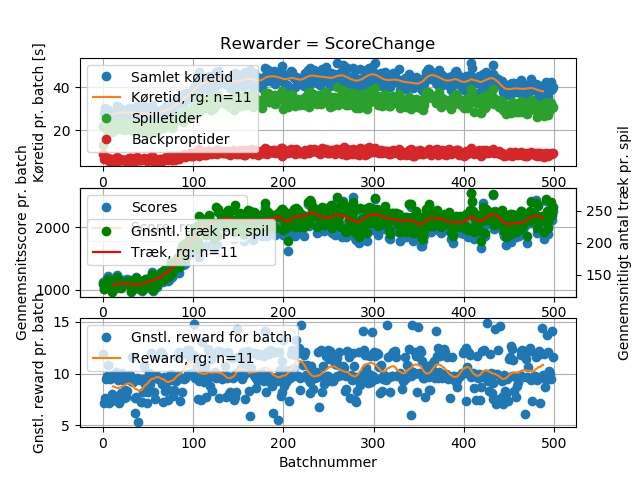 Rewarder = ScoreChange
Køretid pr. batch [s]
40
20
Samlet køretid
Køretid, rg: n=11
Spilletider
Backproptider
0 100 200 300 400 500
Gennemsnitsscore pr. batch
2000
1000
Scores
Gnsntl. træk pr. spil
Træk, rg: n=11
250
200
150
Gennemsnitligt antal træk pr. spil
0 100 200 300 400 500
Gnstl. reward pr. batch
15
10
5
Gnstl. reward for batch
Reward, rg: n=11
0 100 200 300 400 500
Batchnummer